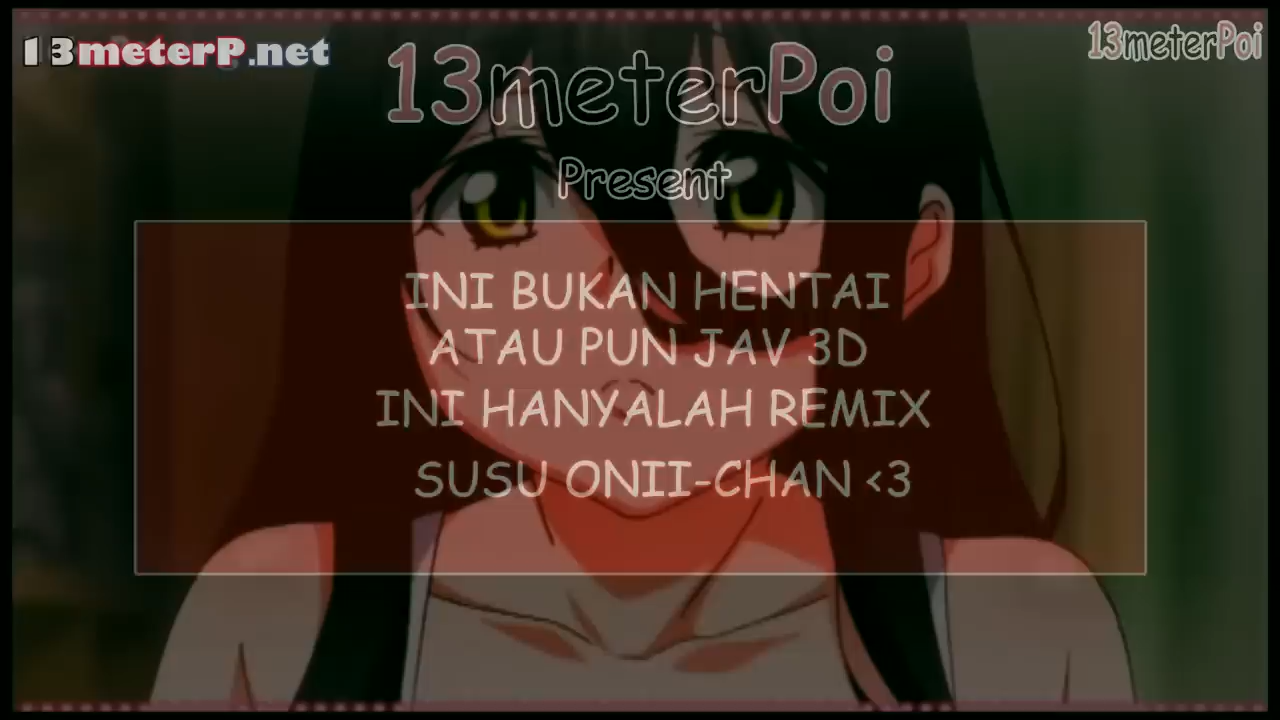 13meterP.net
13meterPoi
13meterPoi
Present
INI BUKAN HENTAI
ATAU PUN JAV 3D
INI HANYALAH REMIX
SUSU ONII-CHAN <3